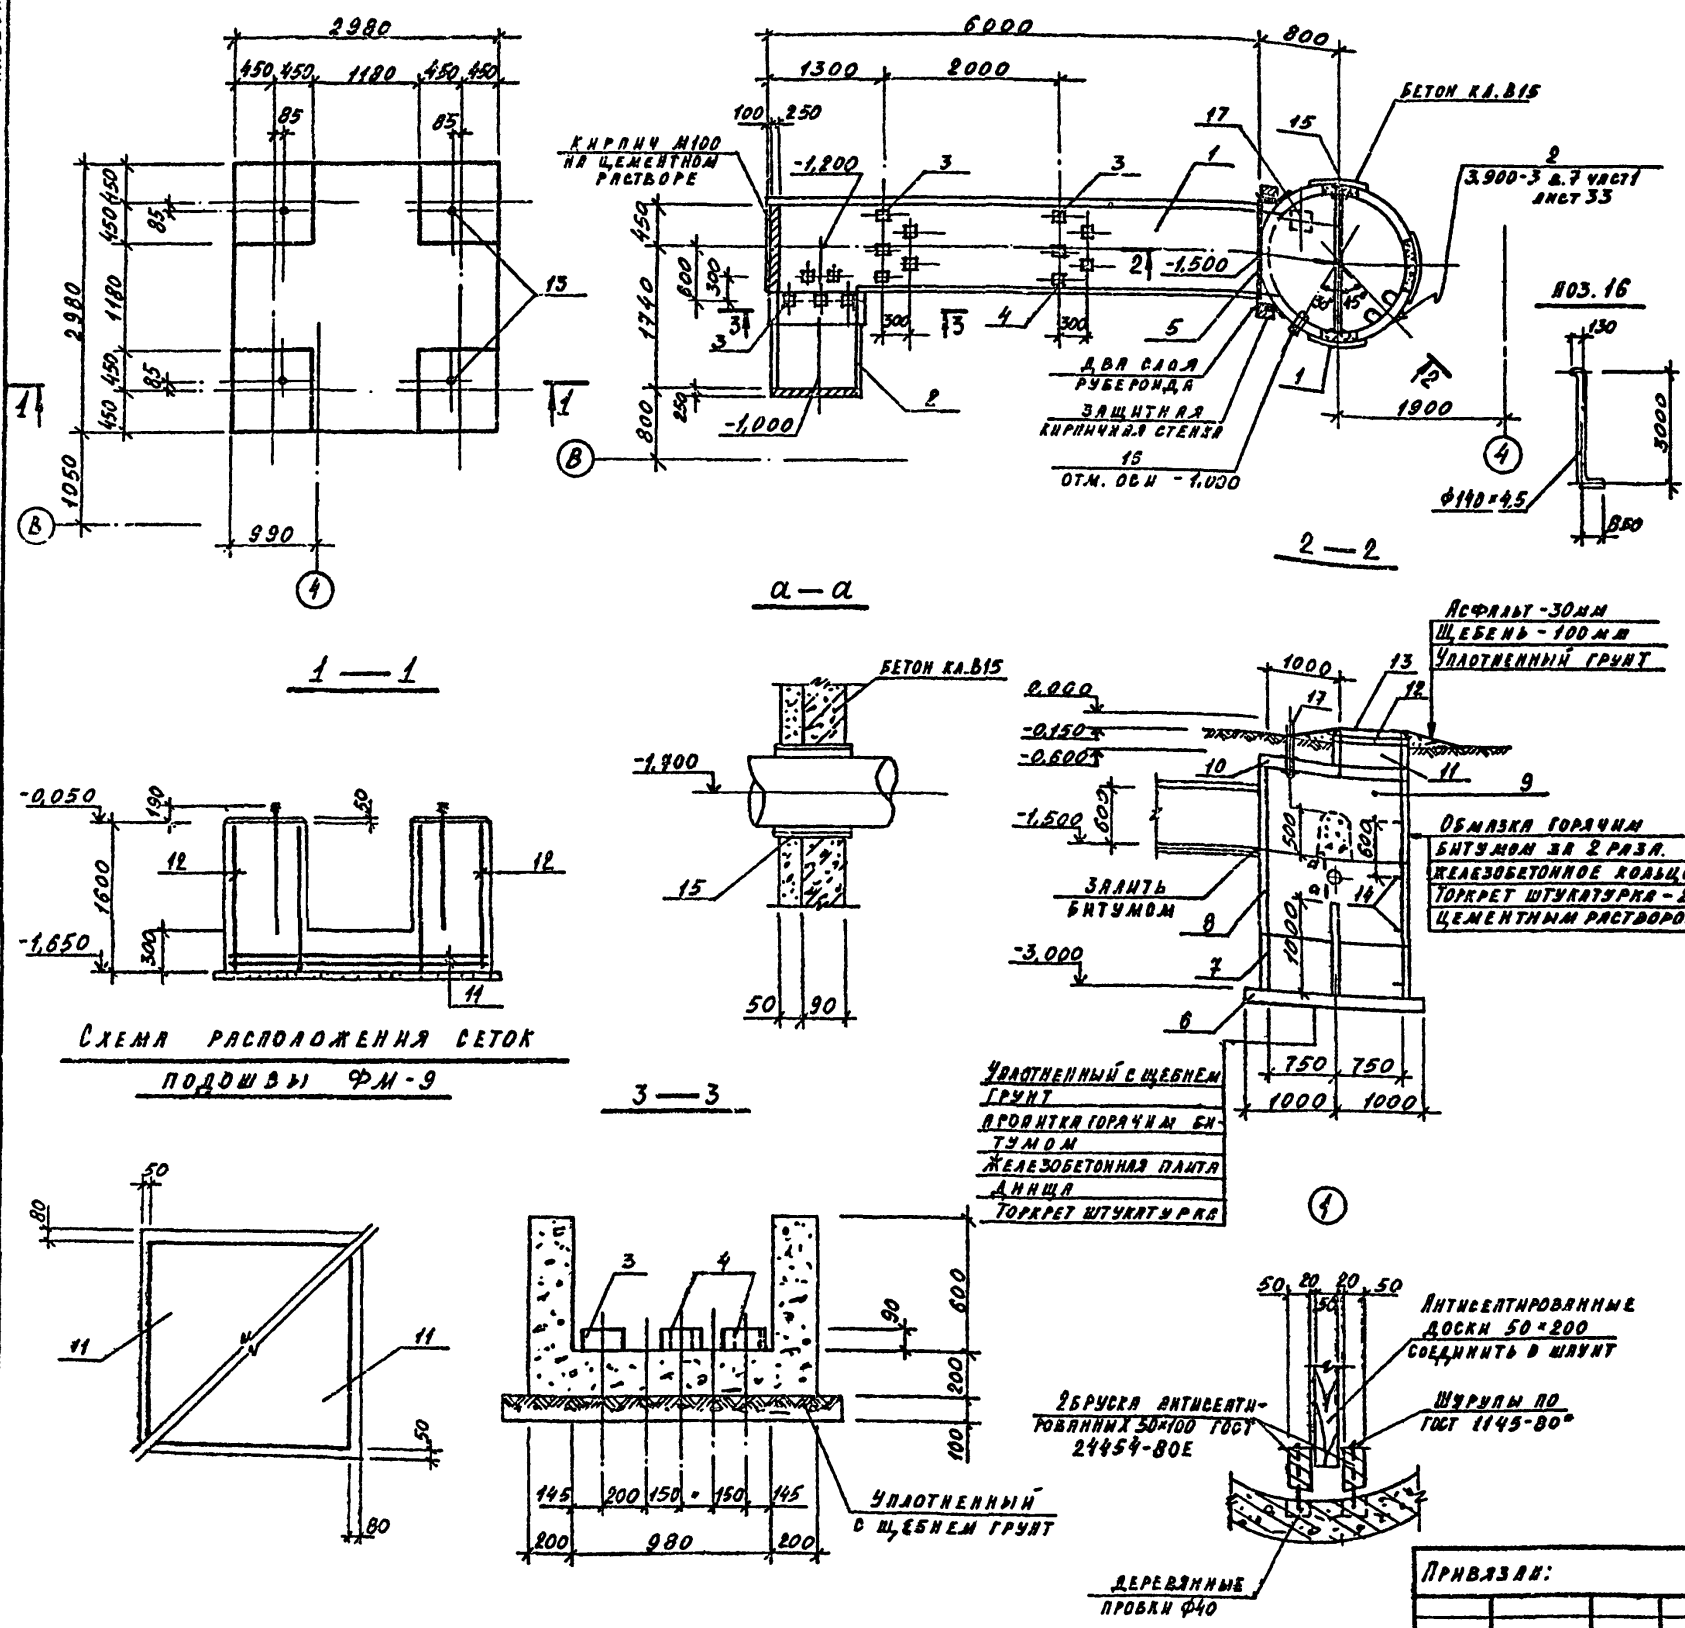 2980
450 450 1180 450 450
85
85
2980
450
450
85
1180
450
450
85
1050
990
13
1
1
В
4
6000
800
1300
2000
100
250
КИРПИЧ М100
НА ЦЕМЕНТНОМ
РАСТВОРЕ
-1,200
3
3
1
17
15
БЕТОН КЛ.В15
2
3.900-3 в.7 ЧАСТЬ 1
ЛИСТ 33
450
1740
800
600
300
250
3
3
3
300
300
4
5
2
2
-1,500
30°
45°
2
-1,000
В
ДВА СЛОЯ
РУБЕРОИДА
ЗАЩИТНАЯ
КИРПИЧНАЯ СТЕНКА
16
ОТМ. ОСИ -1,000
1
1900
4
ПОЗ. 16
130
3000
ф140×4,5
850
1 — 1
-0,050
190
50
1600
300
-1,650
12
12
11
а — а
БЕТОН КЛ.В15
-1,700
15
50
90
2 — 2
АСФАЛЬТ - 30 ММ
ЩЕБЕНЬ - 100 ММ
УПЛОТНЕННЫЙ ГРУНТ
0.000
-0,150
-0,600
-1,500
-3,000
1000
13
12
17
10
11
9
600
500
600
1000
14
ЗАЛИТЬ
БИТУМОМ
8
7
6
ОБМАЗКА ГОРЯЧИМ
БИТУМОМ ЗА 2 РАЗА.
ЖЕЛЕЗОБЕТОННОЕ КОЛЬЦО
ТОРКРЕТ ШТУКАТУРКА - 2
ЦЕМЕНТНЫМ РАСТВОРО
750
750
1000
1000
УПЛОТНЕННЫЙ С ЩЕБНЕМ
ГРУНТ
ПРОПИТКА ГОРЯЧИМ БИ-
ТУМОМ
ЖЕЛЕЗОБЕТОННАЯ ПЛИТА
ДНИЩА
ТОРКРЕТ ШТУКАТУРКА
СХЕМА РАСПОЛОЖЕНИЯ СЕТОК
ПОДОШВЫ ФМ-9
50
80
11
11
50
80
3 — 3
3
4
90
600
200
100
145 200 150 150 145
200 980 200
УПЛОТНЕННЫЙ
С ЩЕБНЕМ ГРУНТ
1
50 20 20 50
50
АНТИСЕПТИРОВАННЫЕ
ДОСКИ 50×200
СОЕДИНИТЬ В ШПУНТ
2 БРУСКА АНТИСЕПТИ-
РОВАННЫХ 50×100 ГОСТ
24454-80Е
ШУРУПЫ ПО
ГОСТ 1145-80*
ДЕРЕВЯННЫЕ
ПРОБКИ ф40
ПРИВЯЗАН: